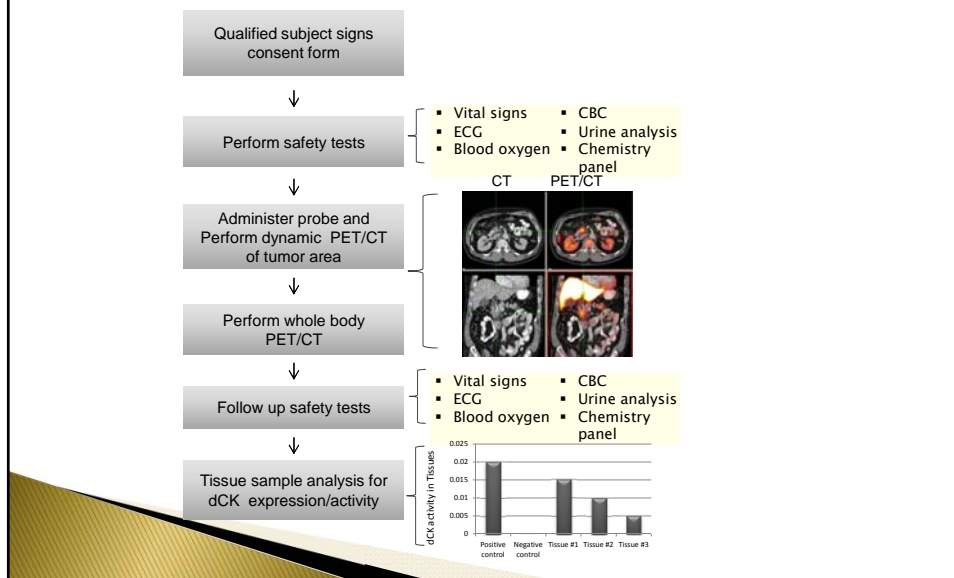 Qualified subject signs
consent form
Perform safety tests
▪ Vital signs
▪ ECG
▪ Blood oxygen
▪ CBC
▪ Urine analysis
▪ Chemistry
panel
CT
PET/CT
Administer probe and
Perform dynamic PET/CT
of tumor area
Perform whole body
PET/CT
Follow up safety tests
▪ Vital signs
▪ ECG
▪ Blood oxygen
▪ CBC
▪ Urine analysis
▪ Chemistry
panel
Tissue sample analysis for
dCK expression/activity
dCK activity in Tissues
0.025
0.02
0.015
0.01
0.005
0
Positive
control
Negative
control
Tissue #1
Tissue #2
Tissue #3